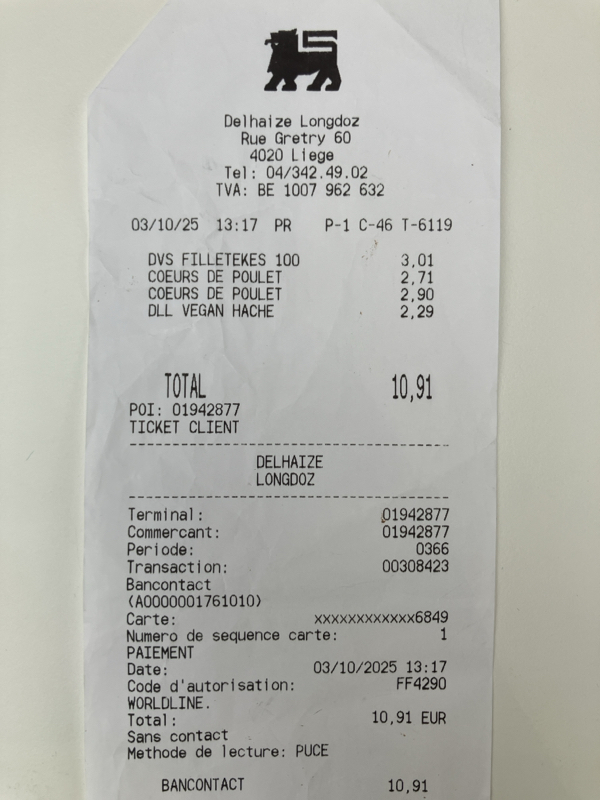 Delhaize Longdoz
Rue Gretry 60
4020 Liege
Tel: 04/342.49.02
TVA: BE 1007 962 632
03/10/25 13:17 PR P-1 C-46 T-6119
DVS FILLETEKES 100 3,01
COEURS DE POULET 2,71
COEURS DE POULET 2,90
DLL VEGAN HACHE 2,29
TOTAL 10,91
POI: 01942877
TICKET CLIENT
DELHAIZE
LONGDOZ
Terminal: 01942877
Commercant: 01942877
Periode: 0366
Transaction: 00308423
Bancontact
(A0000001761010)
Carte: xxxxxxxxxxxx6849
Numero de sequence carte: 1
PAIEMENT
Date: 03/10/2025 13:17
Code d'autorisation: FF4290
WORLDLINE.
Total: 10,91 EUR
Sans contact
Methode de lecture: PUCE
BANCONTACT 10,91